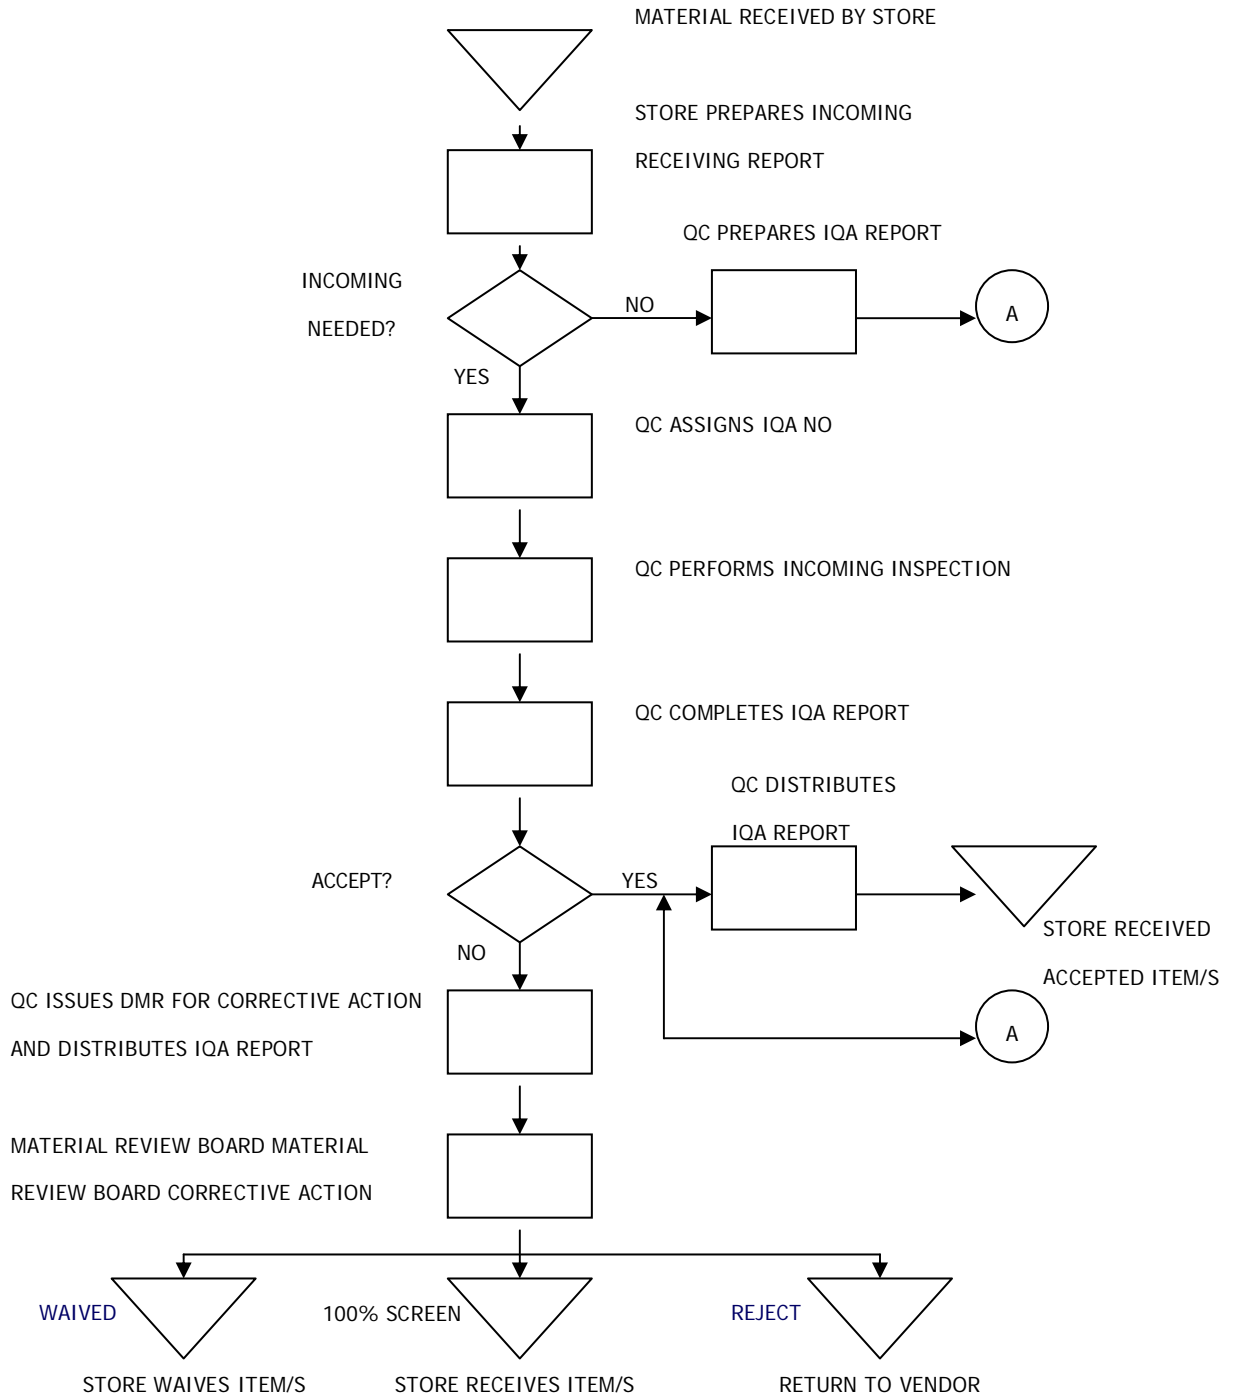 MATERIAL RECEIVED BY STORE
STORE PREPARES INCOMING
RECEIVING REPORT
QC PREPARES IQA REPORT
INCOMING
NEEDED?
NO
A
YES
QC ASSIGNS IQA NO
QC PERFORMS INCOMING INSPECTION
QC COMPLETES IQA REPORT
QC DISTRIBUTES
IQA REPORT
ACCEPT?
YES
STORE RECEIVED
ACCEPTED ITEM/S
NO
A
QC ISSUES DMR FOR CORRECTIVE ACTION
AND DISTRIBUTES IQA REPORT
MATERIAL REVIEW BOARD MATERIAL
REVIEW BOARD CORRECTIVE ACTION
WAIVED
100% SCREEN
REJECT
STORE WAIVES ITEM/S
STORE RECEIVES ITEM/S
RETURN TO VENDOR